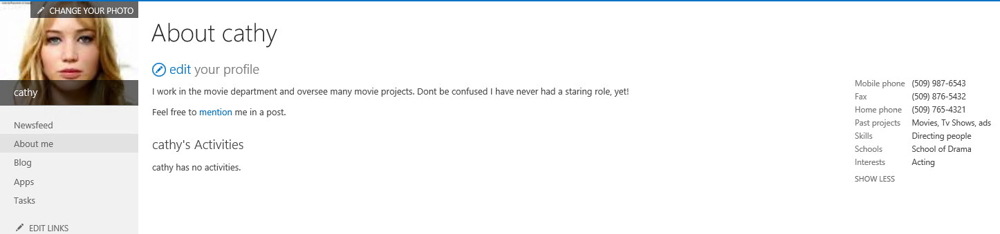 CHANGE YOUR PHOTO
cathy
Newsfeed
About me
Blog
Apps
Tasks
EDIT LINKS
About cathy
edit your profile
I work in the movie department and oversee many movie projects. Dont be confused I have never had a staring role, yet!
Feel free to mention me in a post.
cathy's Activities
cathy has no activities.
Mobile phone (509) 987-6543
Fax (509) 876-5432
Home phone (509) 765-4321
Past projects Movies, Tv Shows, ads
Skills Directing people
Schools School of Drama
Interests Acting
SHOW LESS